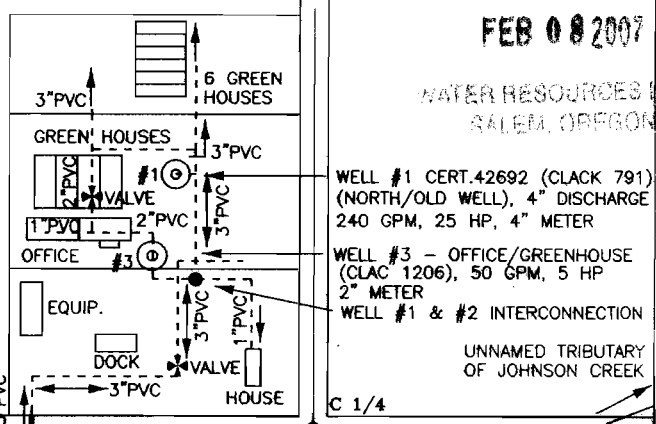 FEB 08 2007
WATER RESOURCES
SALEM, OREGON
6 GREEN
HOUSES
3"PVC
GREEN HOUSES
3"PVC
#1
2"PVC
VALVE
3"PVC
1"PVC
2"PVC
OFFICE
#3
WELL #1 CERT.42692 (CLACK 791)
(NORTH/OLD WELL), 4" DISCHARGE
240 GPM, 25 HP, 4" METER
WELL #3 - OFFICE/GREENHOUSE
(CLAC 1206), 50 GPM, 5 HP
2" METER
WELL #1 & #2 INTERCONNECTION
EQUIP.
3"PVC
1"PVC
DOCK
VALVE
3"PVC
HOUSE
UNNAMED TRIBUTARY
OF JOHNSON CREEK
C 1/4
PVC